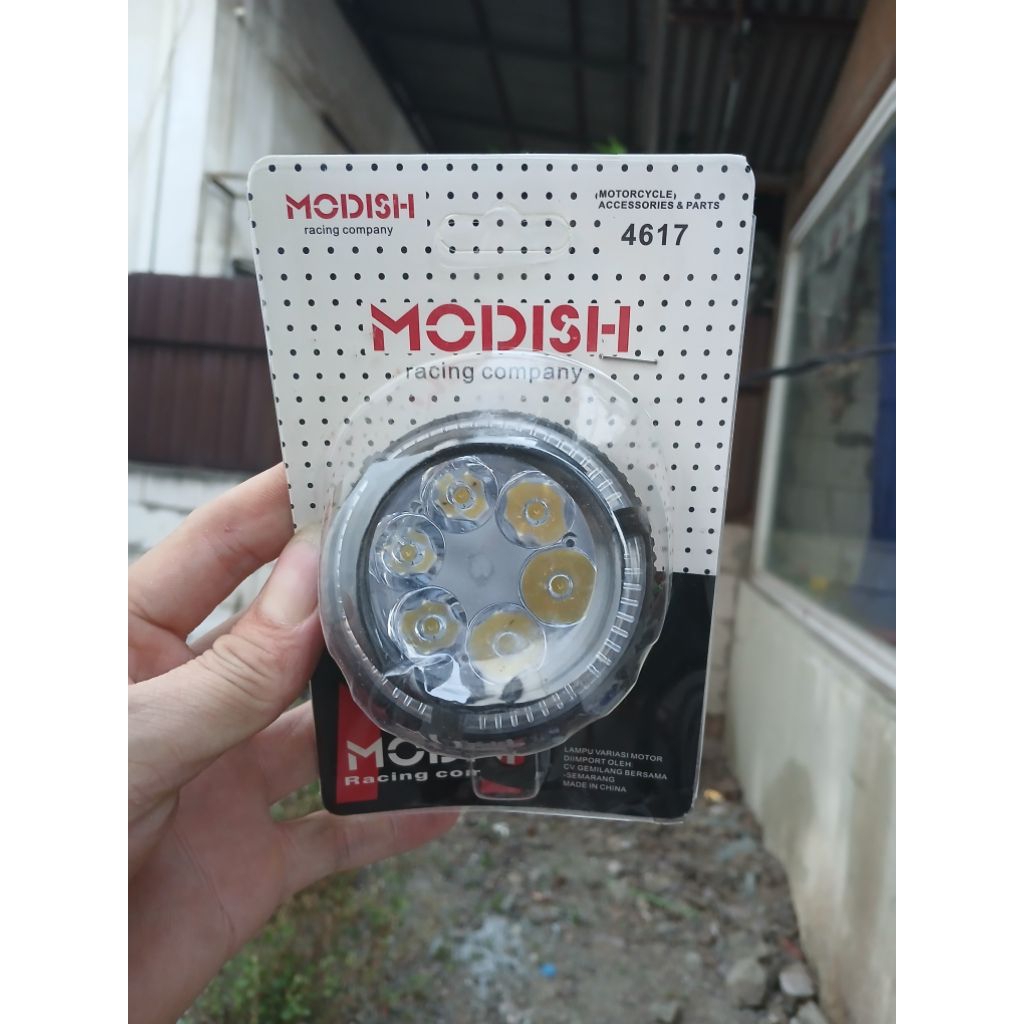 MODISH
racing company
MOTORCYCLE
ACCESSORIES & PARTS
4617
MODISH
racing company
Racing
LAMPU VARIASI MOTOR
DIIMPORT OLEH:
CV GEMILANG BERSAMA
-SEMARANG
MADE IN CHINA